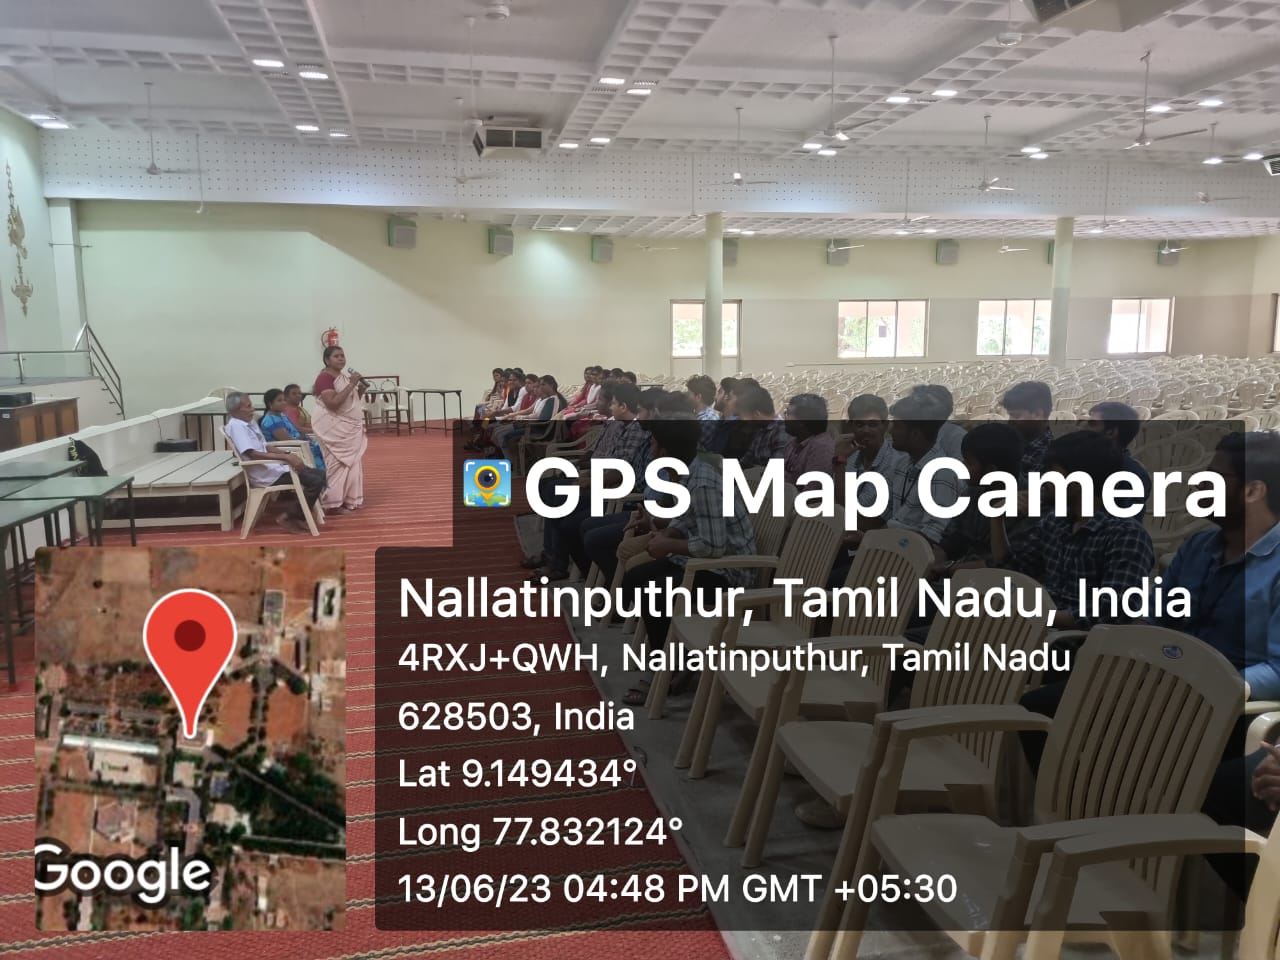 GPS Map Camera
Nallatinputhur, Tamil Nadu, India
4RXJ+QWH, Nallatinputhur, Tamil Nadu
628503, India
Lat 9.149434°
Long 77.832124°
13/06/23 04:48 PM GMT +05:30
Google